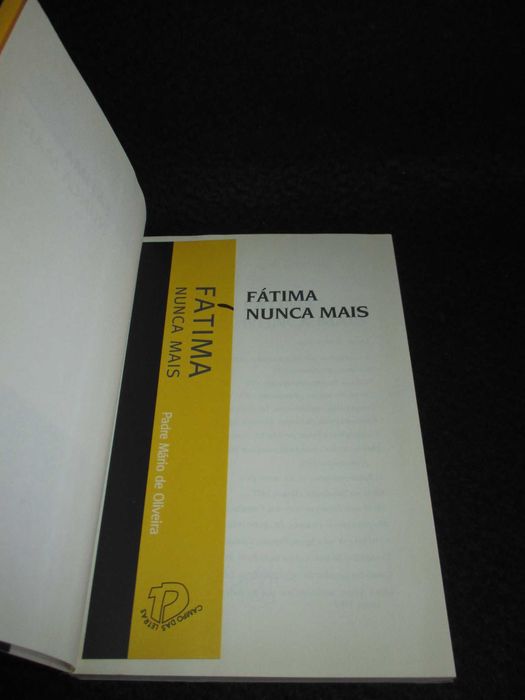 FÁTIMA
NUNCA MAIS
Padre Mário de Oliveira
CAMPO DAS LETRAS
FÁTIMA
NUNCA MAIS